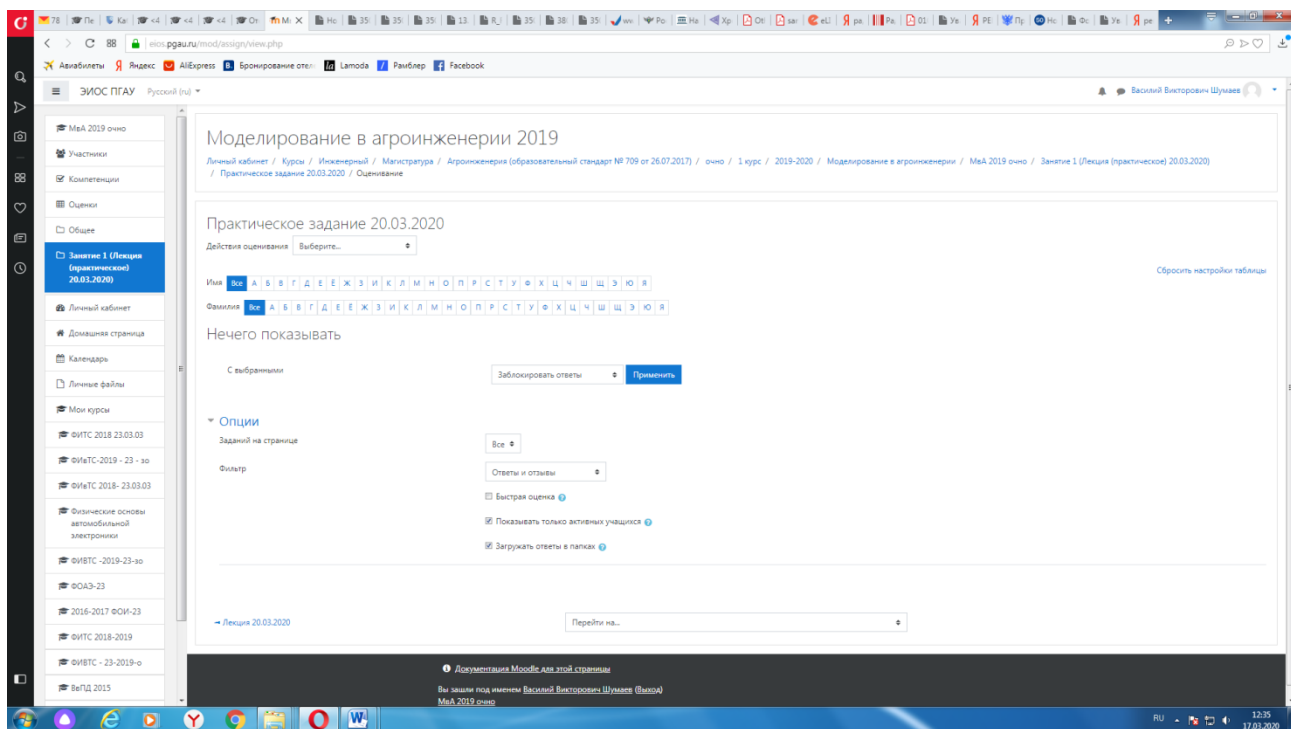 eios.pgau.ru/mod/assign/view.php
Авиабилеты Яндекс AliExpress Бронирование отел Lamoda Рамблер Facebook
ЭИОС ПГАУ Русский (ru)
Василий Викторович Шумаев
МвА 2019 очно
Участники
Компетенции
Оценки
Общее
Занятие 1 (Лекция
(практическое)
20.03.2020)
Личный кабинет
Домашняя страница
Календарь
Личные файлы
Мои курсы
ФИТС 2018 23.03.03
ФИвТС-2019 - 23 - зо
ФИвТС 2018- 23.03.03
Физические основы
автомобильной
электроники
ФИВТС -2019-23-зо
ФОАЭ-23
2016-2017 ФОИ-23
ФИТС 2018-2019
ФИВТС - 23-2019-о
ВеПД 2015
Моделирование в агроинженерии 2019
Личный кабинет / Курсы / Инженерный / Магистратура / Агроинженерия (образовательный стандарт № 709 от 26.07.2017) / очно / 1 курс / 2019-2020 / Моделирование в агроинженерии / МвА 2019 очно / Занятие 1 (Лекция (практическое) 20.03.2020)
/ Практическое задание 20.03.2020 / Оценивание
Практическое задание 20.03.2020
Действия оценивания Выберите...
Сбросить настройки таблицы
Имя Все А Б В Г Д Е Ё Ж З И К Л М Н О П Р С Т У Ф Х Ц Ч Ш Щ Э Ю Я
Фамилия Все А Б В Г Д Е Ё Ж З И К Л М Н О П Р С Т У Ф Х Ц Ч Ш Щ Э Ю Я
Нечего показывать
С выбранными Заблокировать ответы Применить
Опции
Заданий на странице Все
Фильтр Ответы и отзывы
Быстрая оценка
Показывать только активных учащихся
Загружать ответы в папках
Лекция 20.03.2020 Перейти на...
Документация Moodle для этой страницы
Вы зашли под именем Василий Викторович Шумаев (Выход)
МвА 2019 очно
RU 12:35
17.03.2020